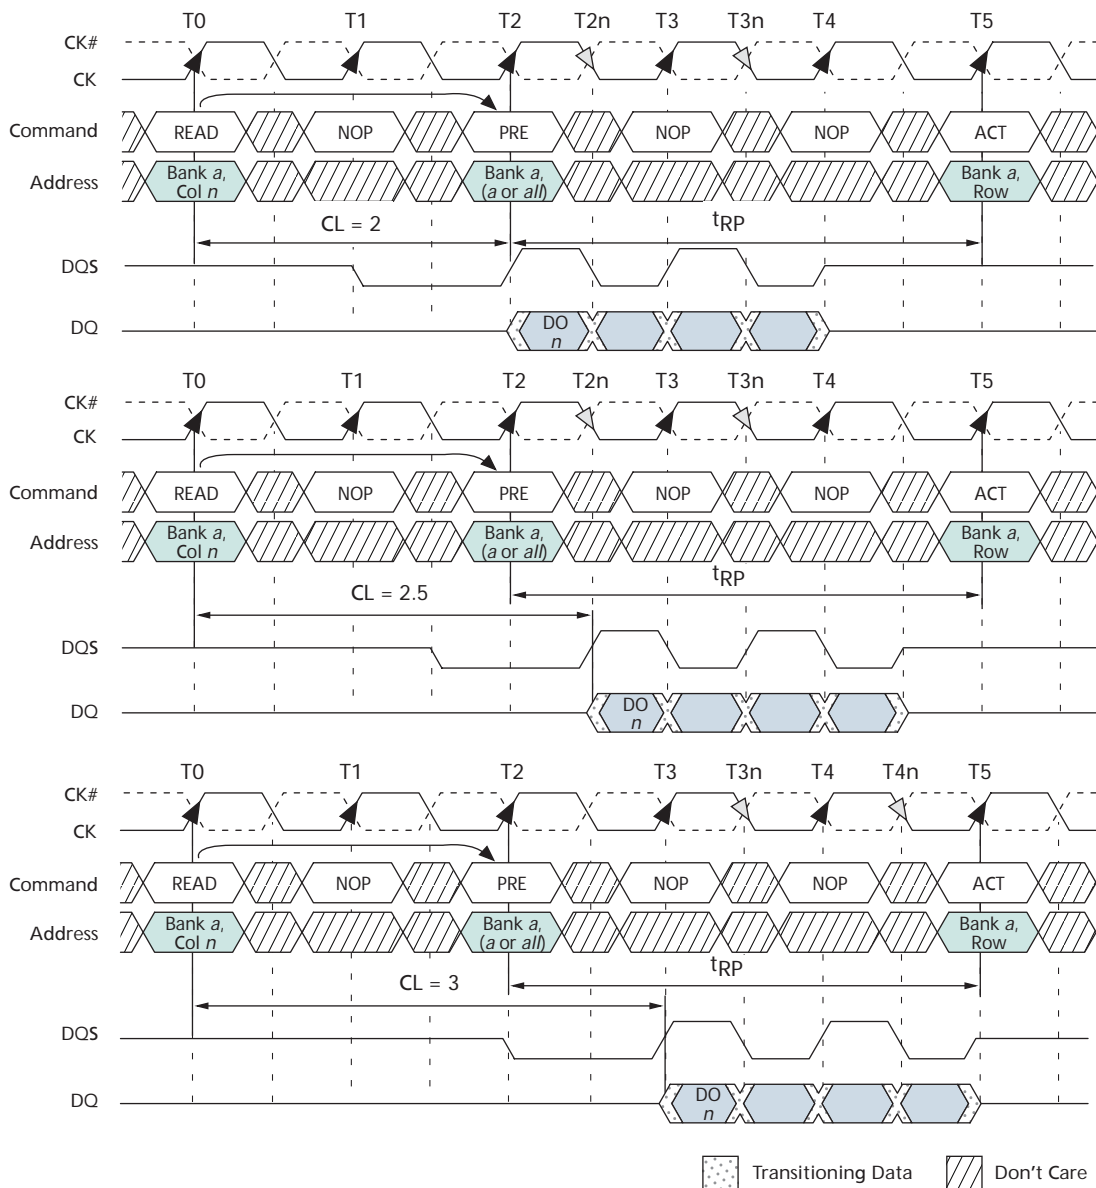 T0 T1 T2 T2n T3 T3n T4 T5
CK#
CK
Command READ NOP PRE NOP NOP ACT
Address Bank a, Col n Bank a, (a or all) Bank a, Row
CL = 2 tRP
DQS
DQ DO n
T0 T1 T2 T2n T3 T3n T4 T5
CK#
CK
Command READ NOP PRE NOP NOP ACT
Address Bank a, Col n Bank a, (a or all) Bank a, Row
tRP
CL = 2.5
DQS
DQ DO n
T0 T1 T2 T3 T3n T4 T4n T5
CK#
CK
Command READ NOP PRE NOP NOP ACT
Address Bank a, Col n Bank a, (a or all) Bank a, Row
tRP
CL = 3
DQS
DQ DO n
Transitioning Data Don't Care